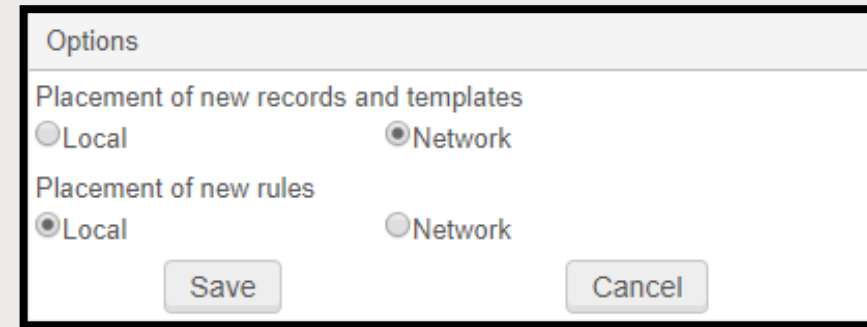 Options
Placement of new records and templates
Local Network
Placement of new rules
Local Network
Save Cancel